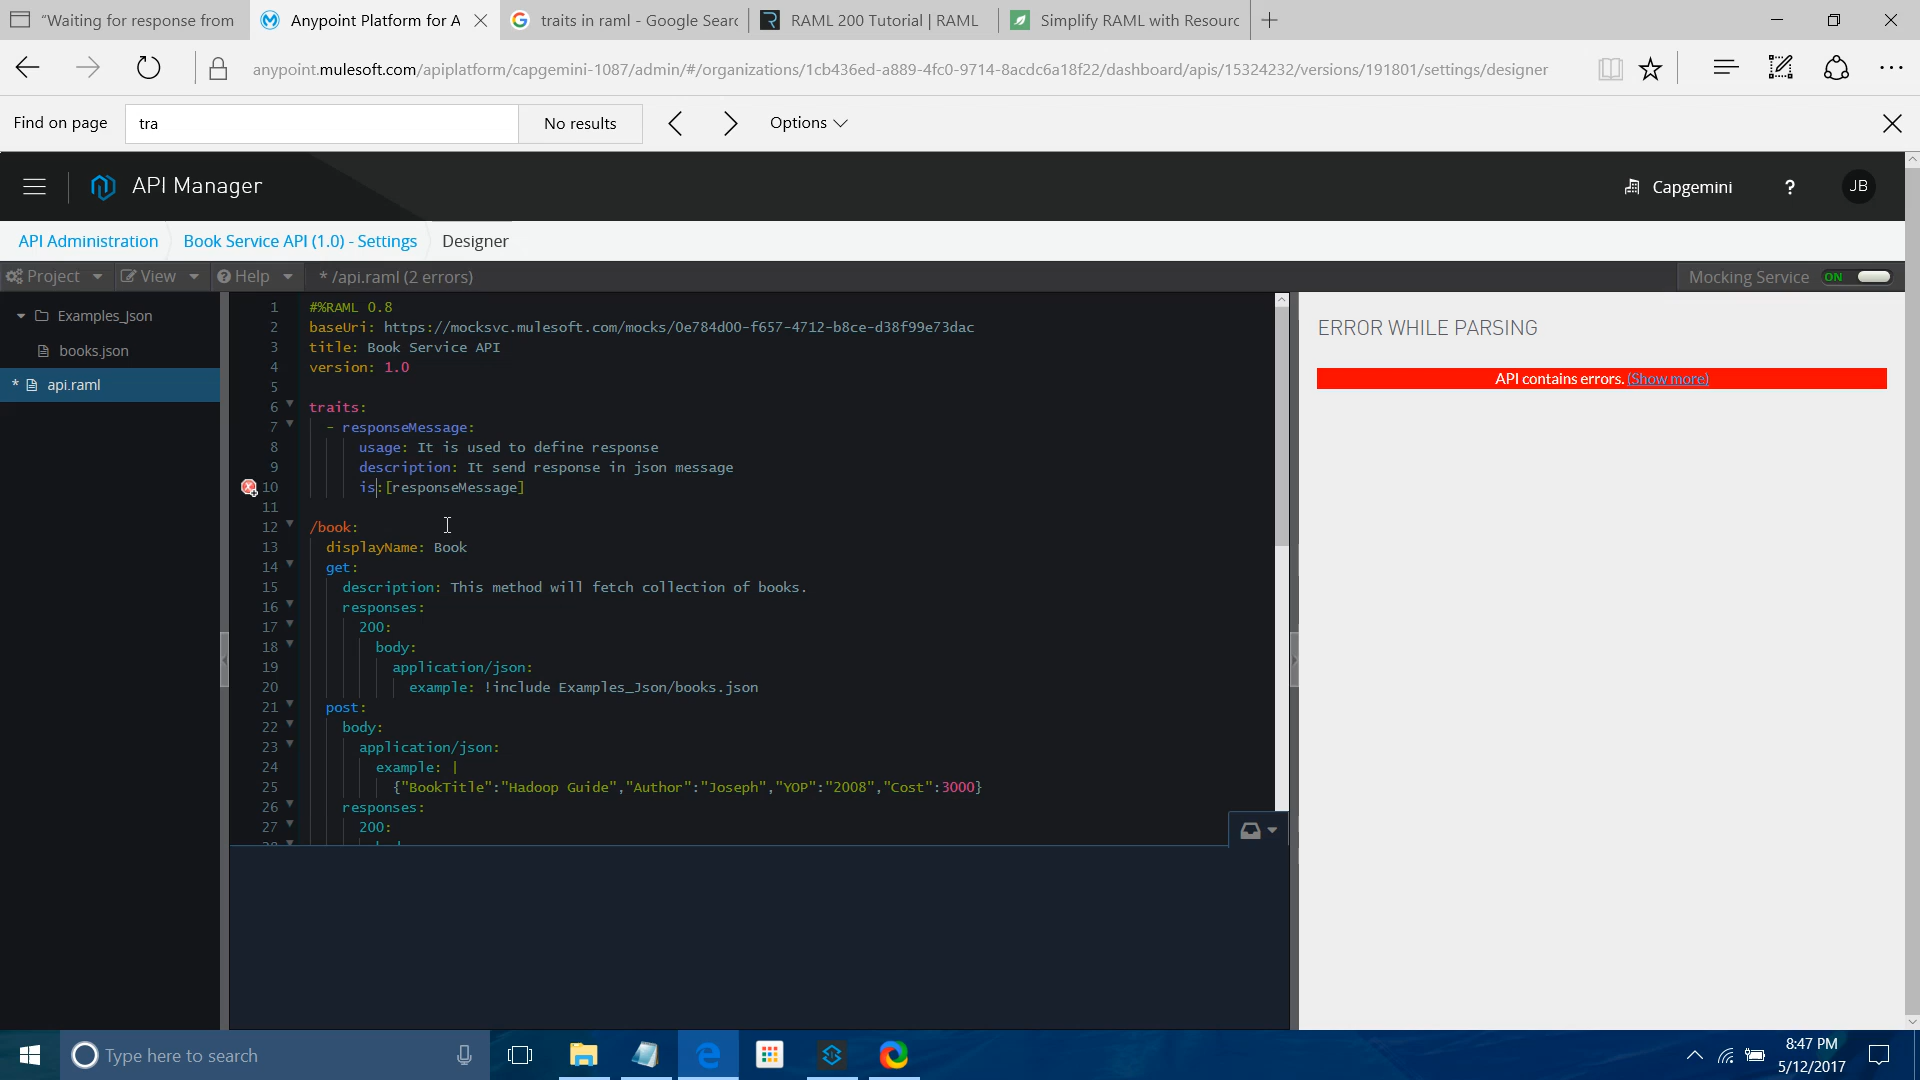 "Waiting for response from
Anypoint Platform for A
traits in raml - Google Searc
RAML 200 Tutorial | RAML
Simplify RAML with Resourc
anypoint.mulesoft.com/apiplatform/capgemini-1087/admin/#/organizations/1cb436ed-a889-4fc0-9714-8acdc6a18f22/dashboard/apis/15324232/versions/191801/settings/designer
Find on page
tra
No results
Options
API Manager
Capgemini
?
JB
API Administration
Book Service API (1.0) - Settings
Designer
Project
View
Help
* /api.raml (2 errors)
Mocking Service
ON
Examples_Json
books.json
* api.raml
1 #%RAML 0.8
2 baseUri: https://mocksvc.mulesoft.com/mocks/0e784d00-f657-4712-b8ce-d38f99e73dac
3 title: Book Service API
4 version: 1.0
5
6 traits:
7 - responseMessage:
8 usage: It is used to define response
9 description: It send response in json message
10 is:[responseMessage]
11
12 /book:
13 displayName: Book
14 get:
15 description: This method will fetch collection of books.
16 responses:
17 200:
18 body:
19 application/json:
20 example: !include Examples_Json/books.json
21 post:
22 body:
23 application/json:
24 example: |
25 {"BookTitle":"Hadoop Guide","Author":"Joseph","YOP":"2008","Cost":3000}
26 responses:
27 200:
ERROR WHILE PARSING
API contains errors. (Show more)
Type here to search
8:47 PM
5/12/2017